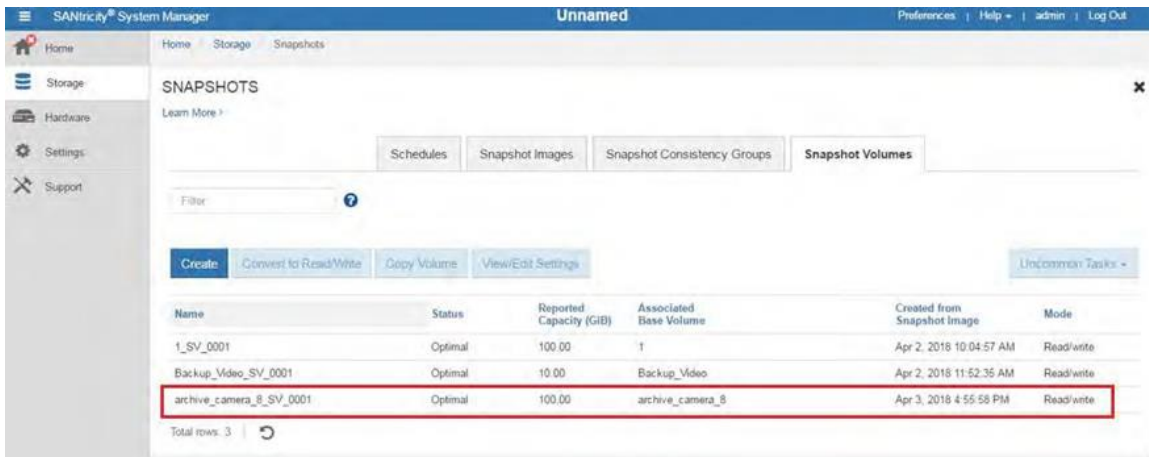 SANtricity® System Manager
Unnamed
Preferences | Help | admin | Log Out
Home
Storage
Hardware
Settings
Support
Home Storage Snapshots
SNAPSHOTS
Learn More >
Schedules Snapshot Images Snapshot Consistency Groups Snapshot Volumes
Filter
?
Create Convert to Read/Write Copy Volume View/Edit Settings Uncommon Tasks
Name Status Reported Capacity (GiB) Associated Base Volume Created from Snapshot Image Mode
1_SV_0001 Optimal 100.00 1 Apr 2, 2018 10:04:57 AM Read/write
Backup_Video_SV_0001 Optimal 10.00 Backup_Video Apr 2, 2018 11:52:35 AM Read/write
archive_camera_8_SV_0001 Optimal 100.00 archive_camera_8 Apr 3, 2018 4:55:58 PM Read/write
Total rows: 3